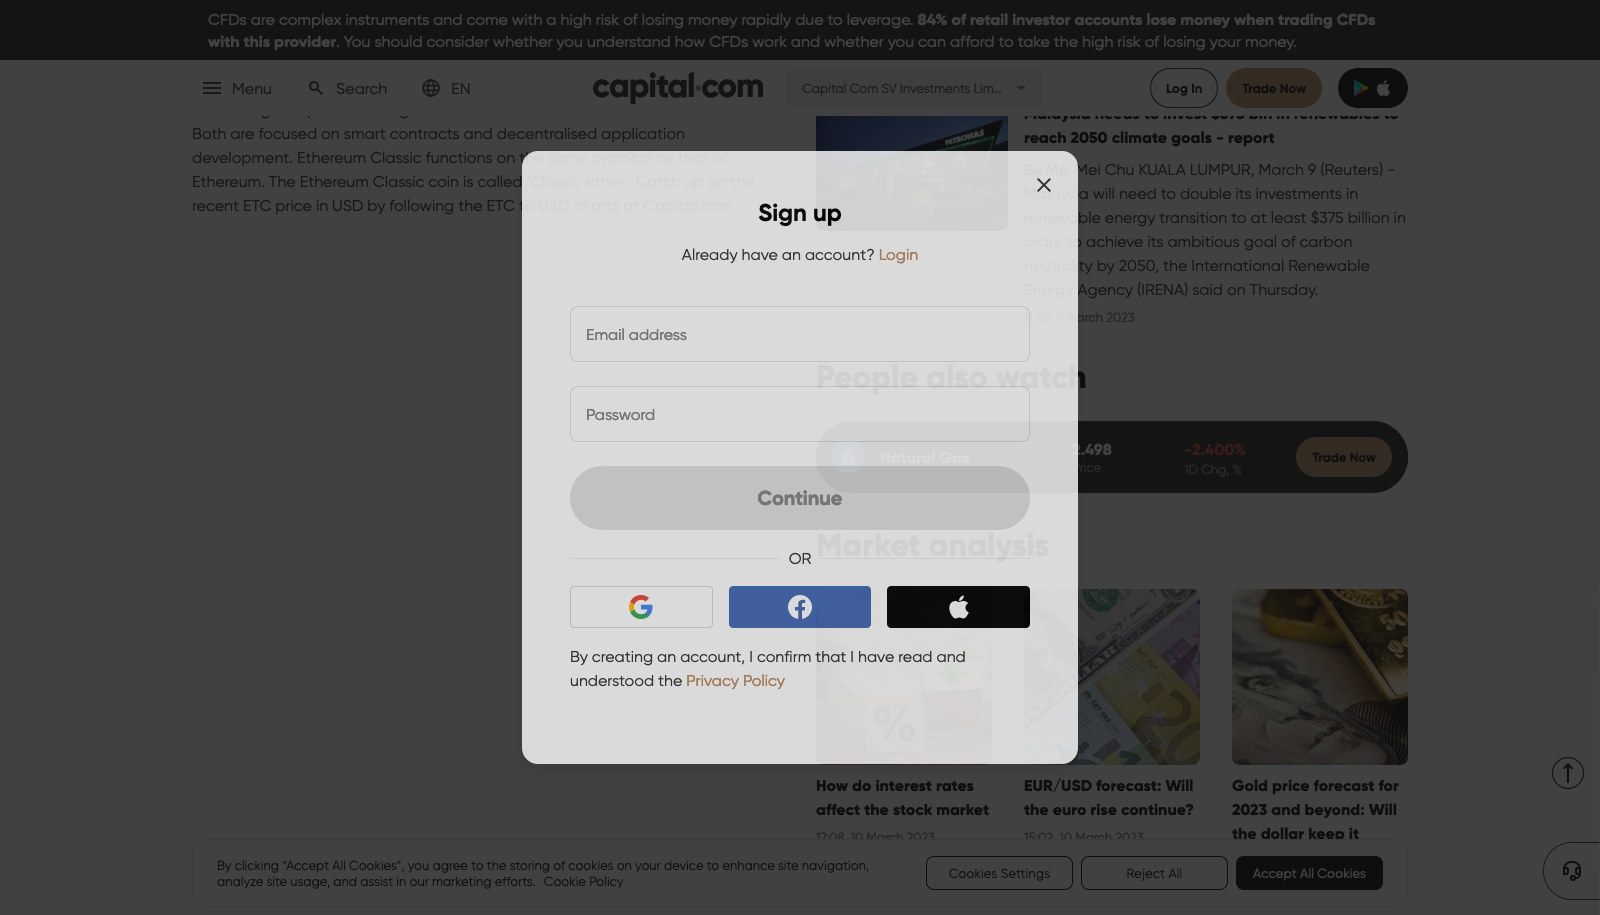 CFDs are complex instruments and come with a high risk of losing money rapidly due to leverage. 84% of retail investor accounts lose money when trading CFDs
with this provider. You should consider whether you understand how CFDs work and whether you can afford to take the high risk of losing your money.
Menu
Search
EN
capital.com
Capital Com SV Investments Lim...
Log In
Trade Now
Both are focused on smart contracts and decentralised application
development. Ethereum Classic functions on the same protocol as that of
Ethereum. The Ethereum Classic coin is called 'Classic ether'. Catch up on the
recent ETC price in USD by following the ETC to USD charts at Capital.com.
PETRONAS
Malaysia needs to invest $375 bln in renewables to
reach 2050 climate goals - report
By Mei Mei Chu KUALA LUMPUR, March 9 (Reuters) -
Malaysia will need to double its investments in
renewable energy transition to at least $375 billion in
order to achieve its ambitious goal of carbon
neutrality by 2050, the International Renewable
Energy Agency (IRENA) said on Thursday.
9 March 2023
Sign up
Already have an account? Login
Email address
Password
Continue
OR
By creating an account, I confirm that I have read and
understood the Privacy Policy
People also watch
Natural Gas
2.498
Price
-2.400%
1D Chg, %
Trade Now
Market analysis
%
How do interest rates
affect the stock market
17:08, 10 March 2023
EUR/USD forecast: Will
the euro rise continue?
15:02, 10 March 2023
Gold price forecast for
2023 and beyond: Will
the dollar keep it
By clicking "Accept All Cookies", you agree to the storing of cookies on your device to enhance site navigation,
analyze site usage, and assist in our marketing efforts. Cookie Policy
Cookies Settings
Reject All
Accept All Cookies